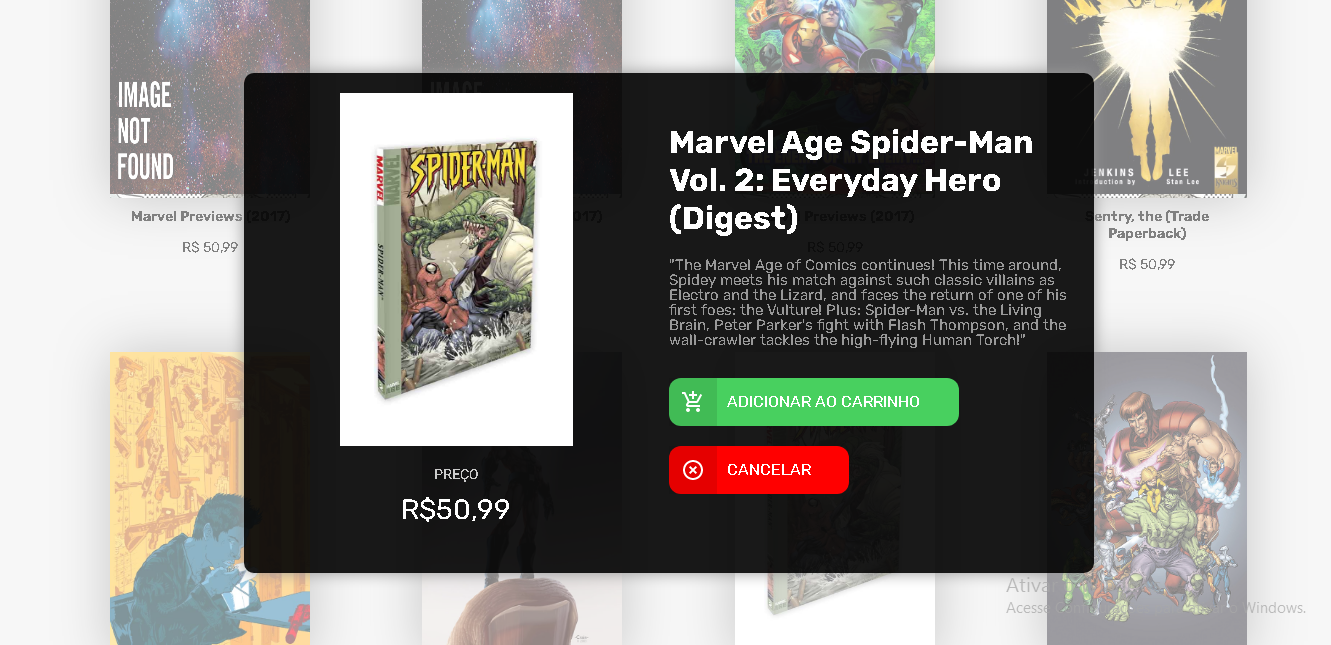 IMAGE
NOT
FOUND
Marvel Previews (2017)
R$ 50,99
SPIDER-MAN
MARVEL
SPIDER-MAN
PREÇO
R$50,99
Marvel Age Spider-Man
Vol. 2: Everyday Hero
(Digest)
"The Marvel Age of Comics continues! This time around,
Spidey meets his match against such classic villains as
Electro and the Lizard, and faces the return of one of his
first foes: the Vulture! Plus: Spider-Man vs. the Living
Brain, Peter Parker's fight with Flash Thompson, and the
wall-crawler tackles the high-flying Human Torch!"
ADICIONAR AO CARRINHO
CANCELAR
Previews (2017)
R$ 50,99
JENKINS LEE
Stan Lee
MARVEL
Sentry, the (Trade
Paperback)
R$ 50,99
Ativar
Acesse
Windows.